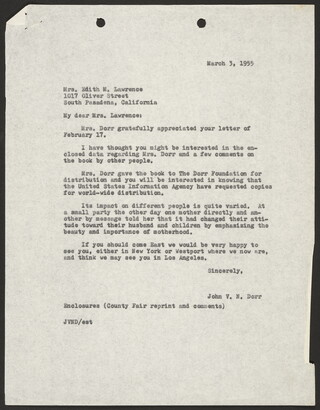 March 3, 1955
Mrs. Edith M. Lawrence
1017 Oliver Street
South Pasadena, California
My dear Mrs. Lawrence:
Mrs. Dorr gratefully appreciated your letter of
February 17.
I have thought you might be interested in the en-
closed data regarding Mrs. Dorr and a few comments on
the book by other people.
Mrs. Dorr gave the book to The Dorr Foundation for
distribution and you will be interested in knowing that
the United States Information Agency have requested copies
for world-wide distribution.
Its impact on different people is quite varied. At
a small party the other day one mother directly and an-
other by message told her that it had changed their atti-
tude toward their husband and children by emphasizing the
beauty and importance of motherhood.
If you should come East we would be very happy to
see you, either in New York or Westport where we now are,
and think we may see you in Los Angeles.
Sincerely,
John V. N. Dorr
Enclosures (County Fair reprint and comments)
JVND/eet